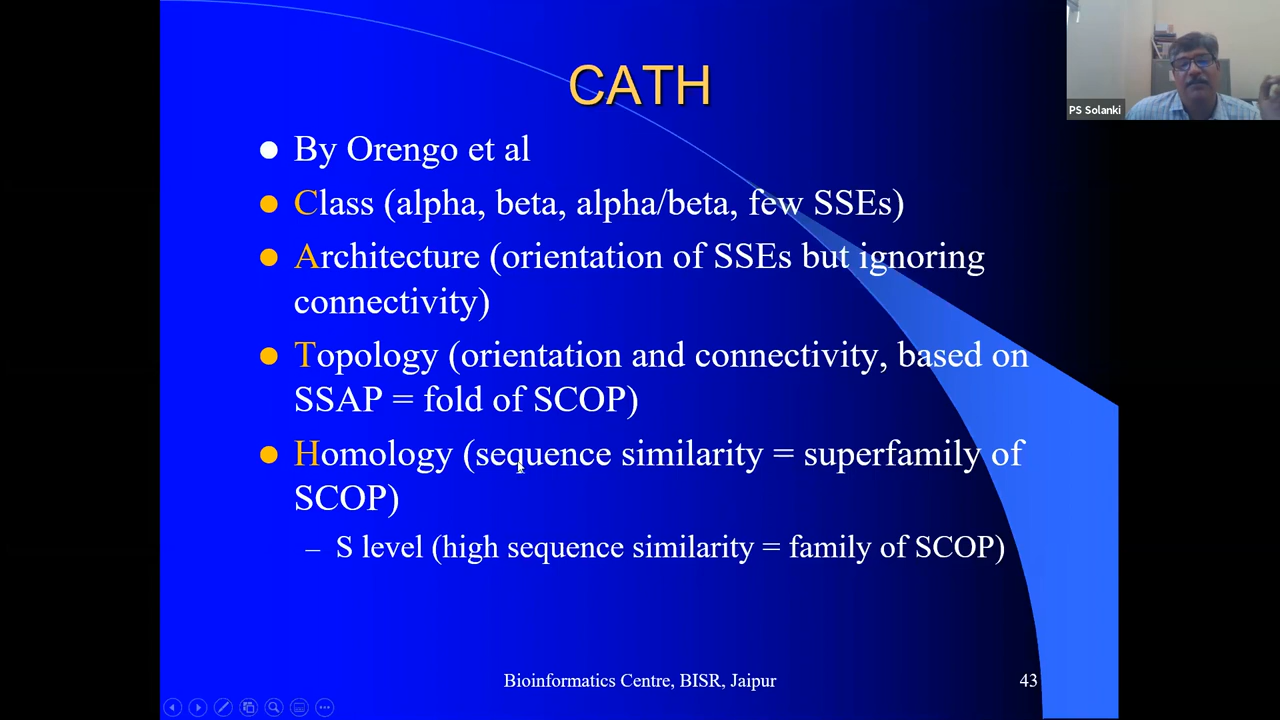 CATH
PS Solanki
By Orengo et al
Class (alpha, beta, alpha/beta, few SSEs)
Architecture (orientation of SSEs but ignoring
connectivity)
Topology (orientation and connectivity, based on
SSAP = fold of SCOP)
Homology (sequence similarity = superfamily of
SCOP)
– S level (high sequence similarity = family of SCOP)
Bioinformatics Centre, BISR, Jaipur
43